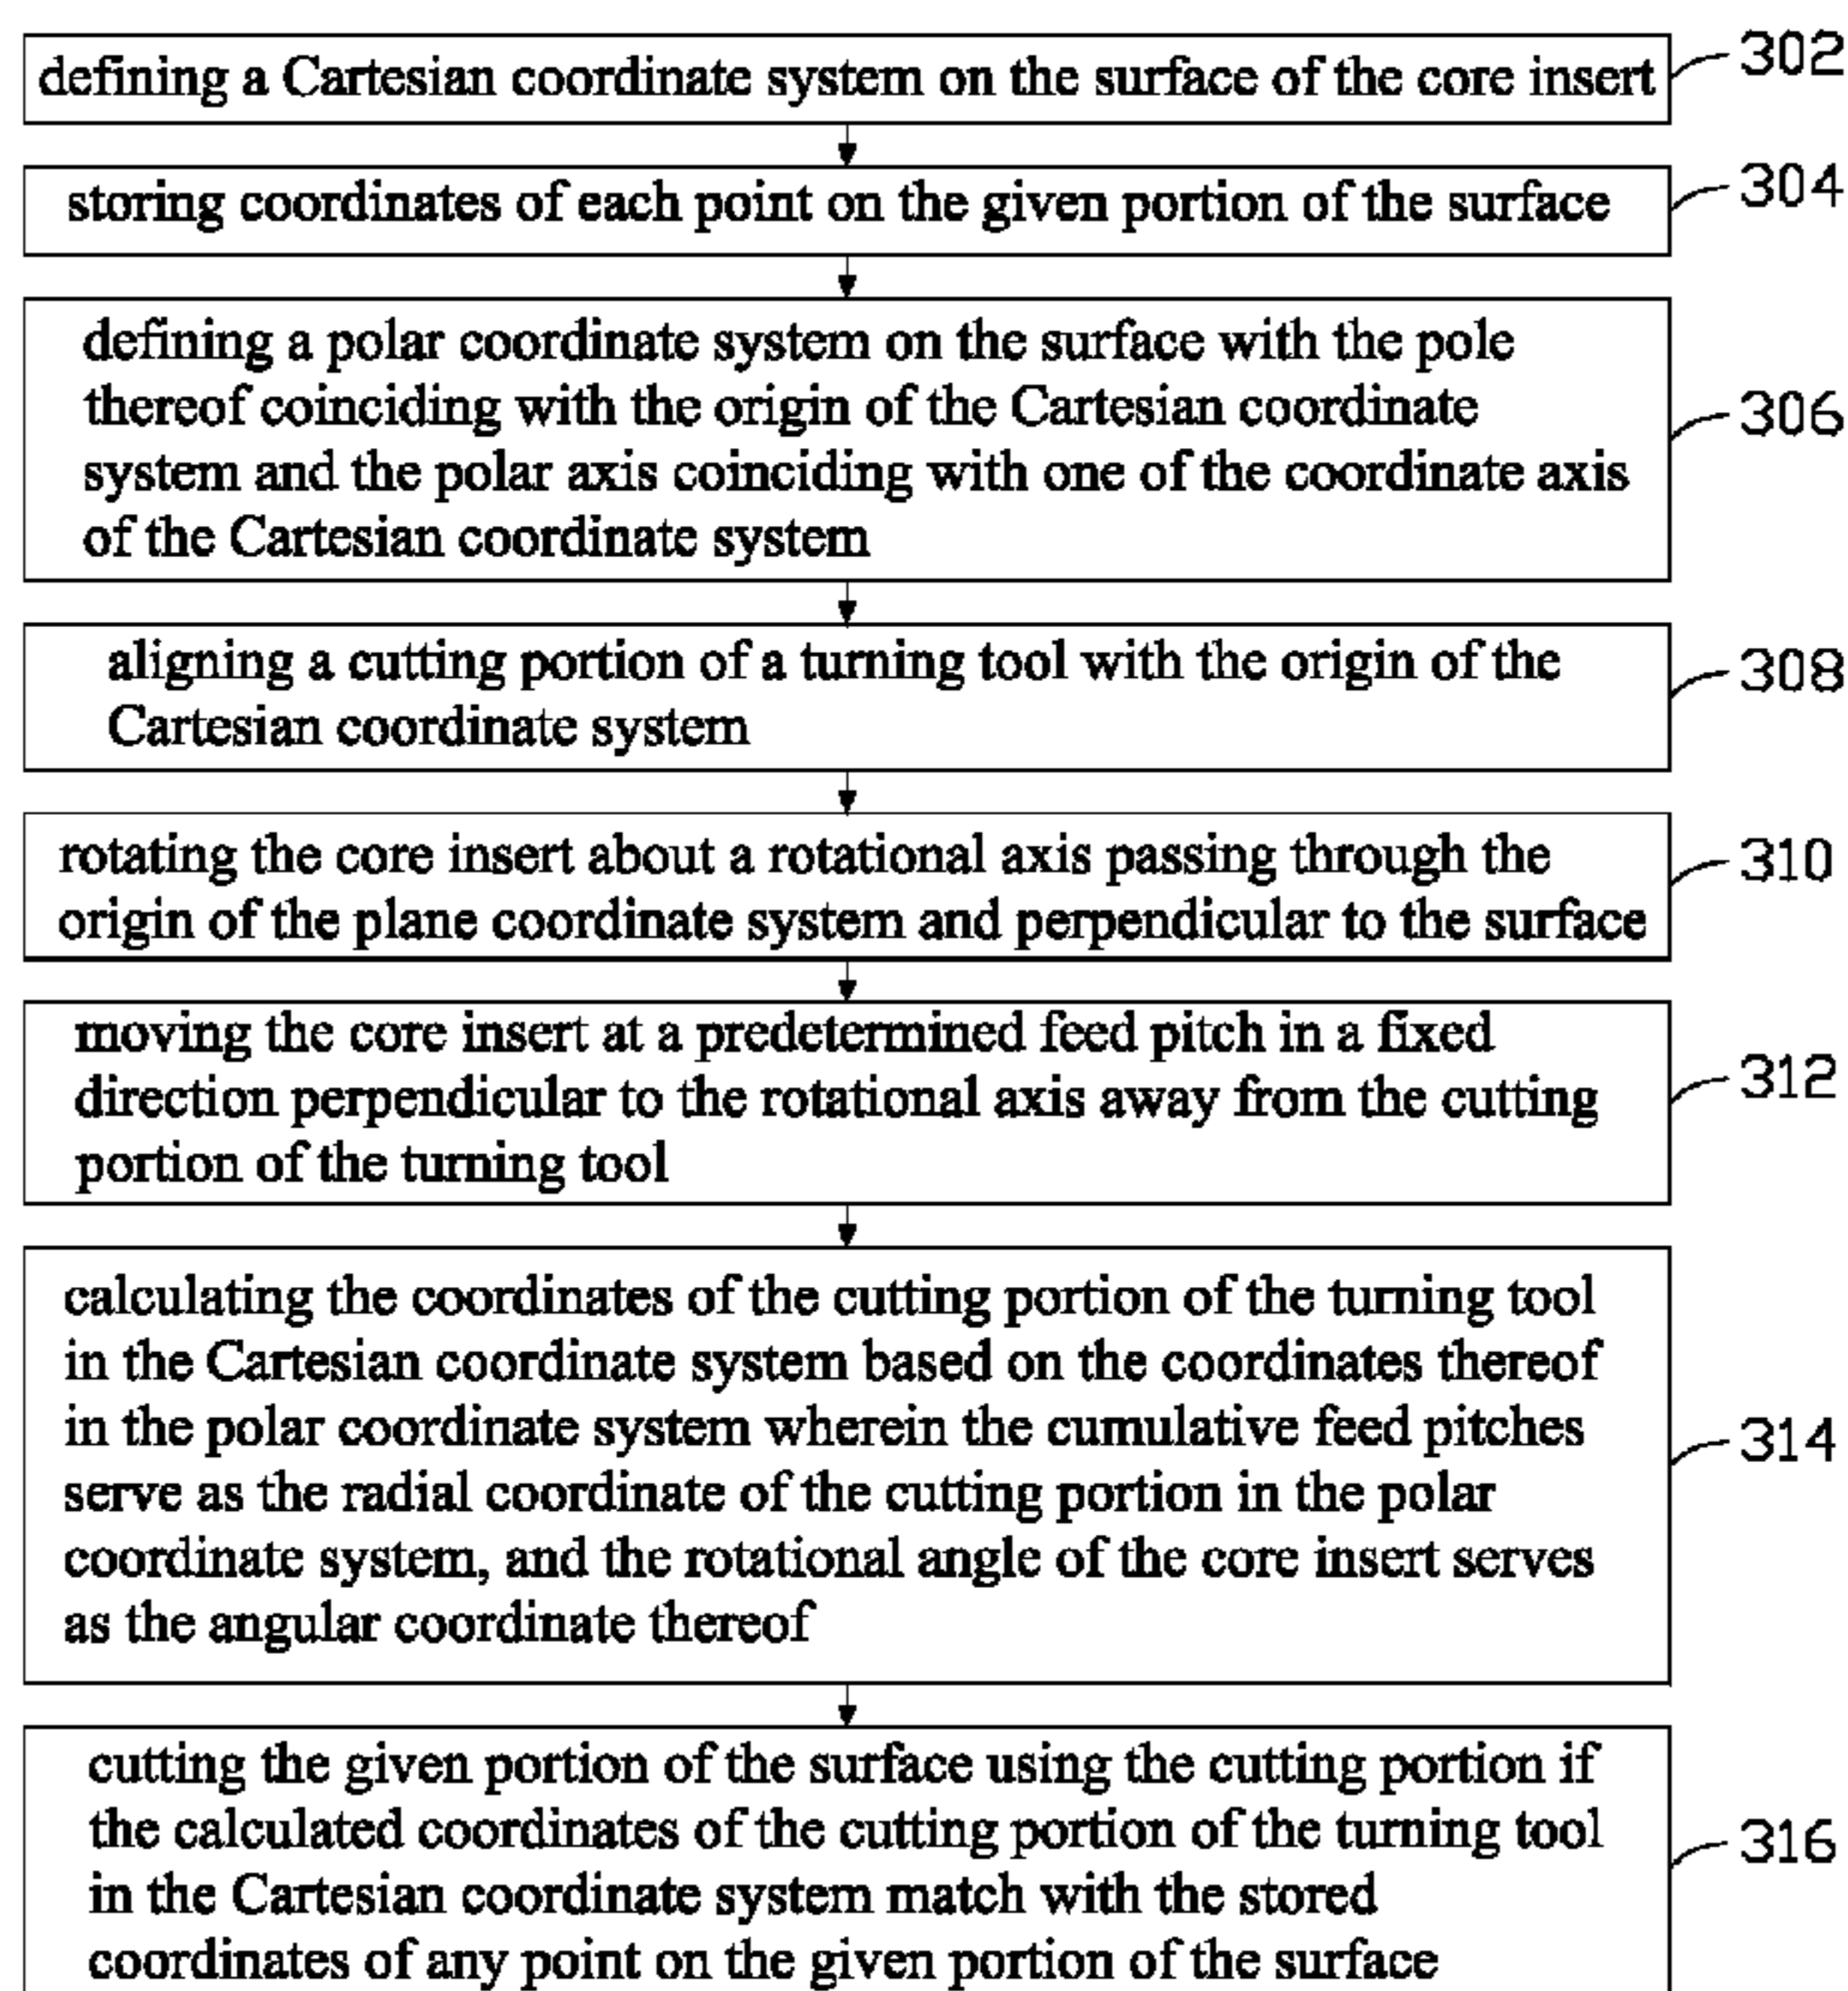 defining a Cartesian coordinate system on the surface of the core insert
302
storing coordinates of each point on the given portion of the surface
304
defining a polar coordinate system on the surface with the pole
thereof coinciding with the origin of the Cartesian coordinate
system and the polar axis coinciding with one of the coordinate axis
of the Cartesian coordinate system
306
aligning a cutting portion of a turning tool with the origin of the
Cartesian coordinate system
308
rotating the core insert about a rotational axis passing through the
origin of the plane coordinate system and perpendicular to the surface
310
moving the core insert at a predetermined feed pitch in a fixed
direction perpendicular to the rotational axis away from the cutting
portion of the turning tool
312
calculating the coordinates of the cutting portion of the turning tool
in the Cartesian coordinate system based on the coordinates thereof
in the polar coordinate system wherein the cumulative feed pitches
serve as the radial coordinate of the cutting portion in the polar
coordinate system, and the rotational angle of the core insert serves
as the angular coordinate thereof
314
cutting the given portion of the surface using the cutting portion if
the calculated coordinates of the cutting portion of the turning tool
in the Cartesian coordinate system match with the stored
coordinates of any point on the given portion of the surface
316